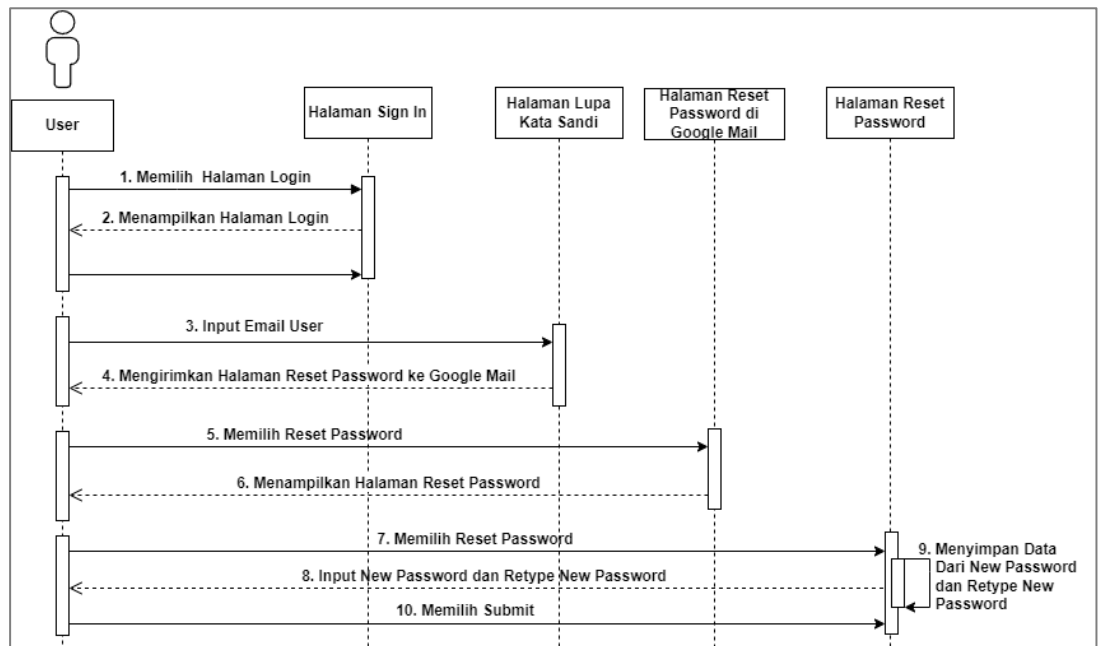 User
Halaman Sign In
Halaman Lupa
Kata Sandi
Halaman Reset
Password di
Google Mail
Halaman Reset
Password
1. Memilih Halaman Login
2. Menampilkan Halaman Login
3. Input Email User
4. Mengirimkan Halaman Reset Password ke Google Mail
5. Memilih Reset Password
6. Menampilkan Halaman Reset Password
7. Memilih Reset Password
8. Input New Password dan Retype New Password
9. Menyimpan Data
Dari New Password
dan Retype New
Password
10. Memilih Submit